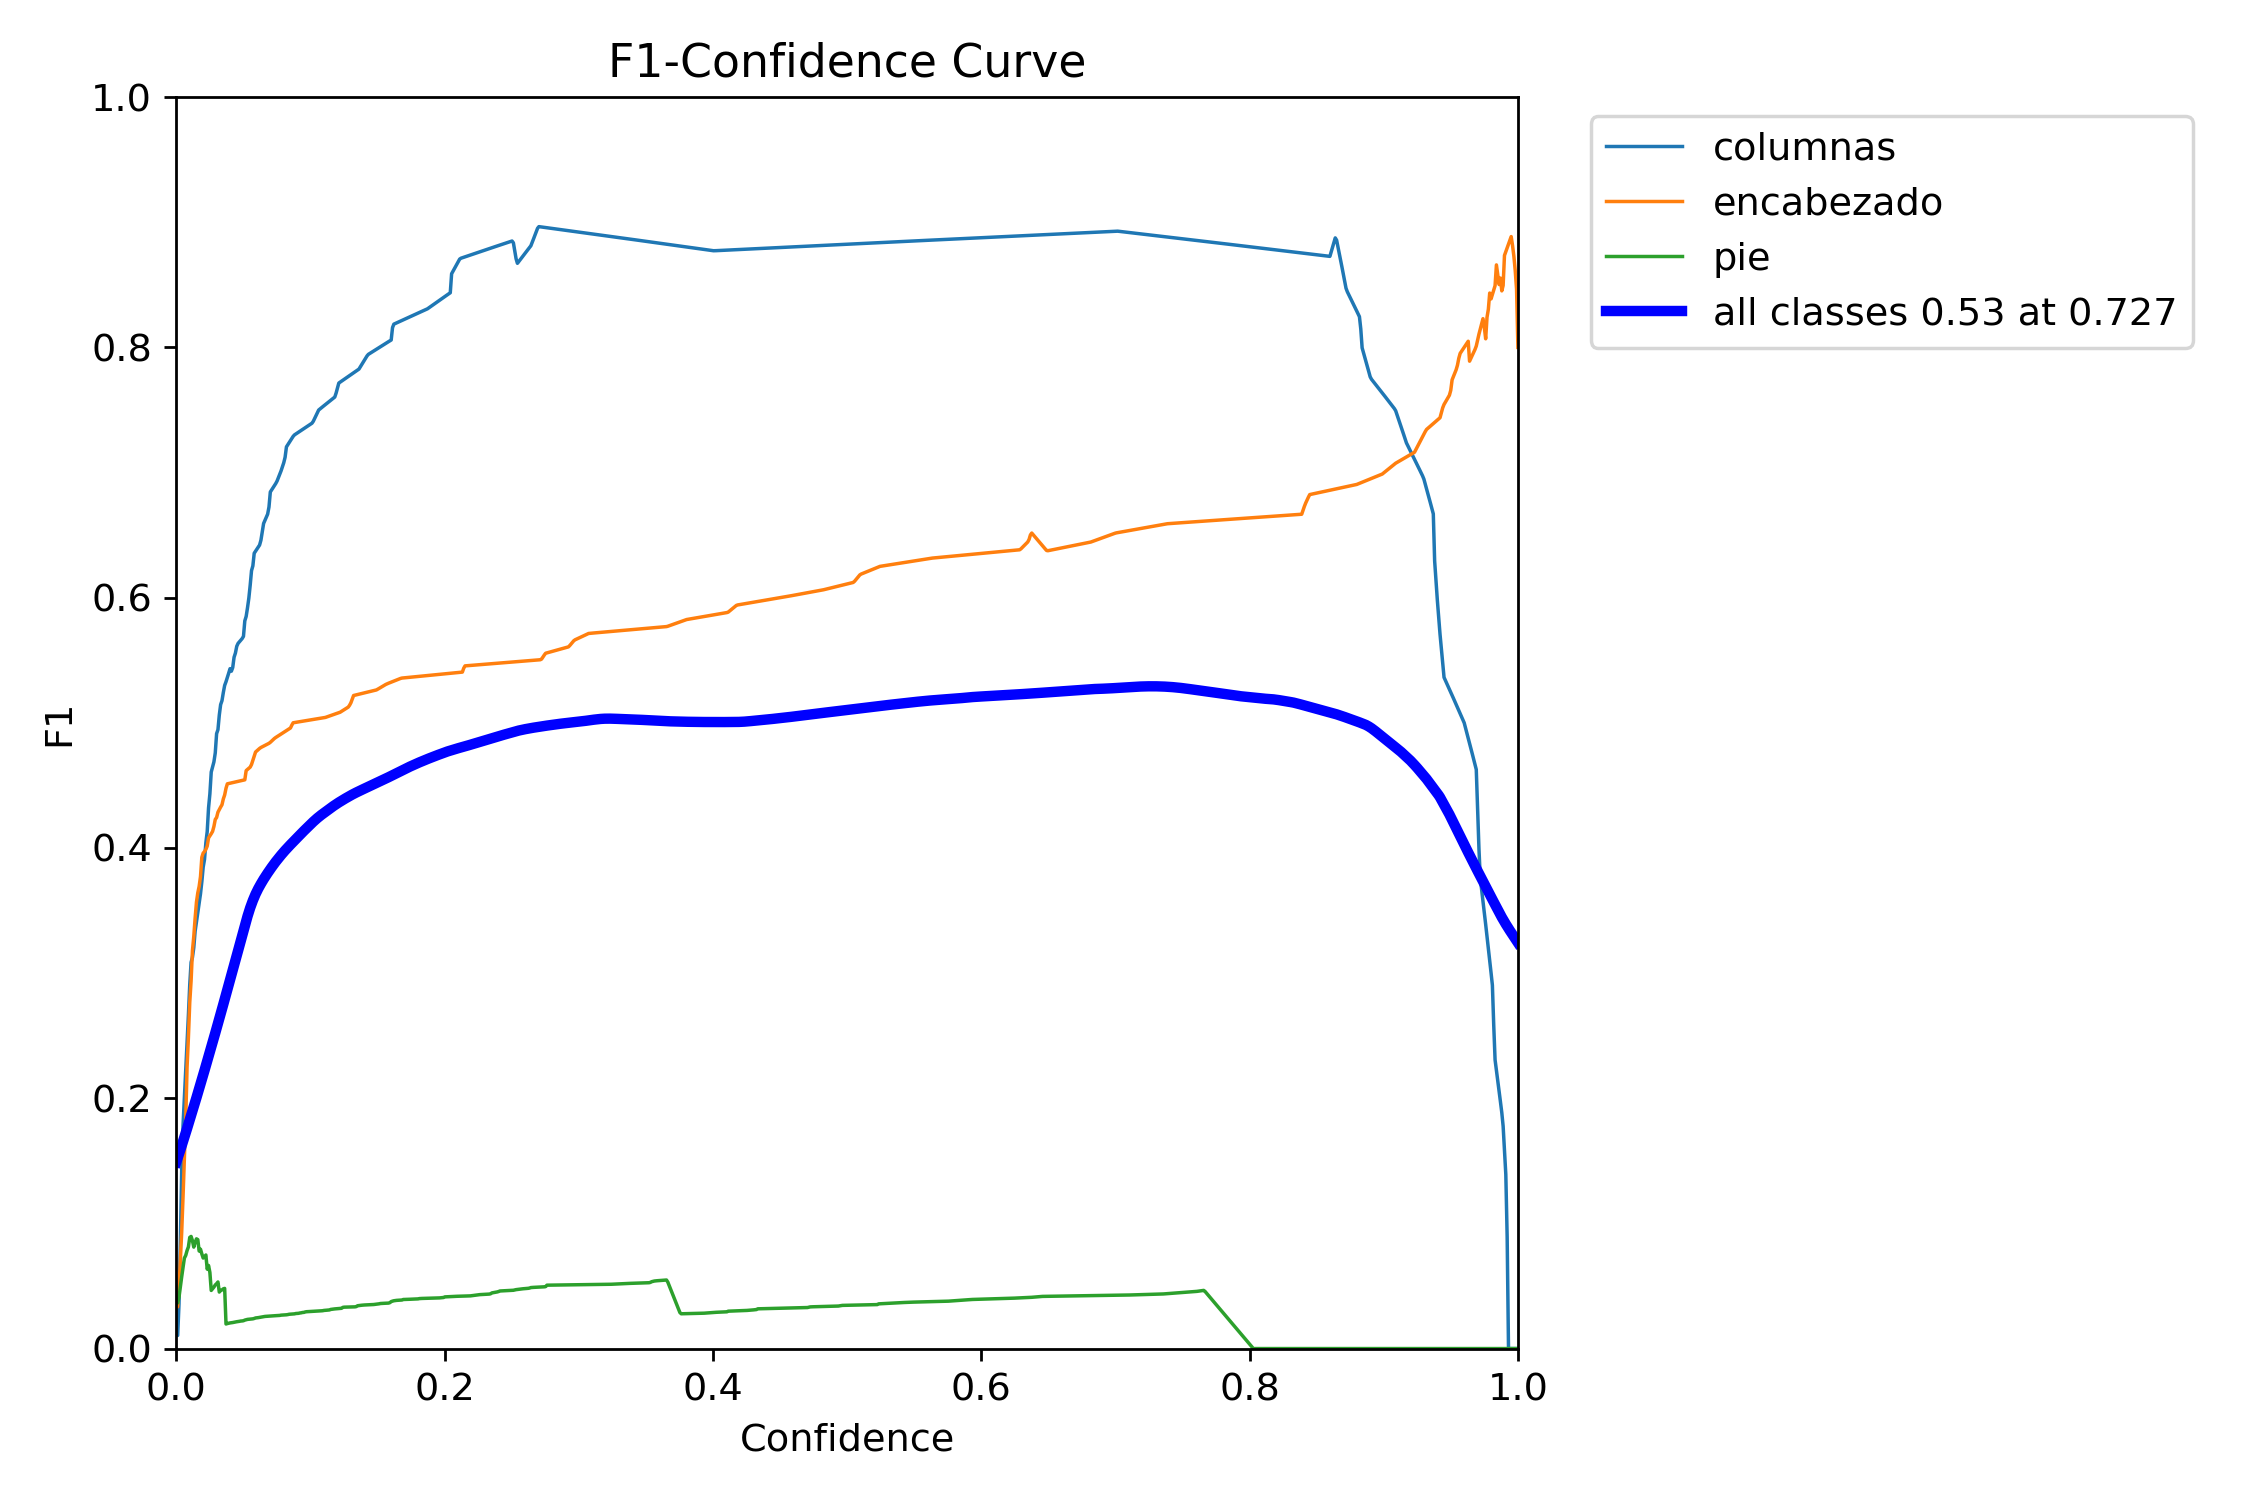 F1-Confidence Curve
1.0
0.8
0.6
0.4
0.2
0.0
F1
0.0 0.2 0.4 0.6 0.8 1.0
Confidence
columnas
encabezado
pie
all classes 0.53 at 0.727